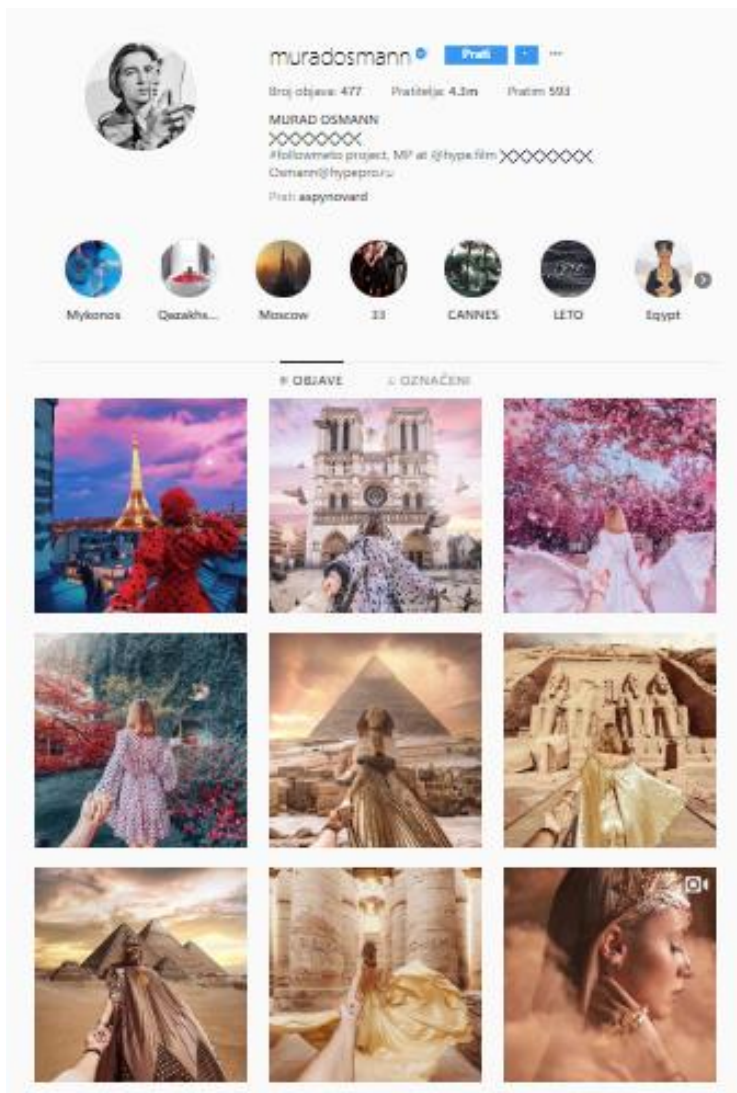 muradosmann Prati
Broj objava: 477 Pratitelja: 4.3m Pratim 593
MURAD OSMANN
#followmeto project, MP at @hype.film
Osmann@hypepro.ru
Prati aspynovard
Mykonos Qazakhs... Moscow 33 CANNES LETO Egypt
OBJAVE OZNAČENI